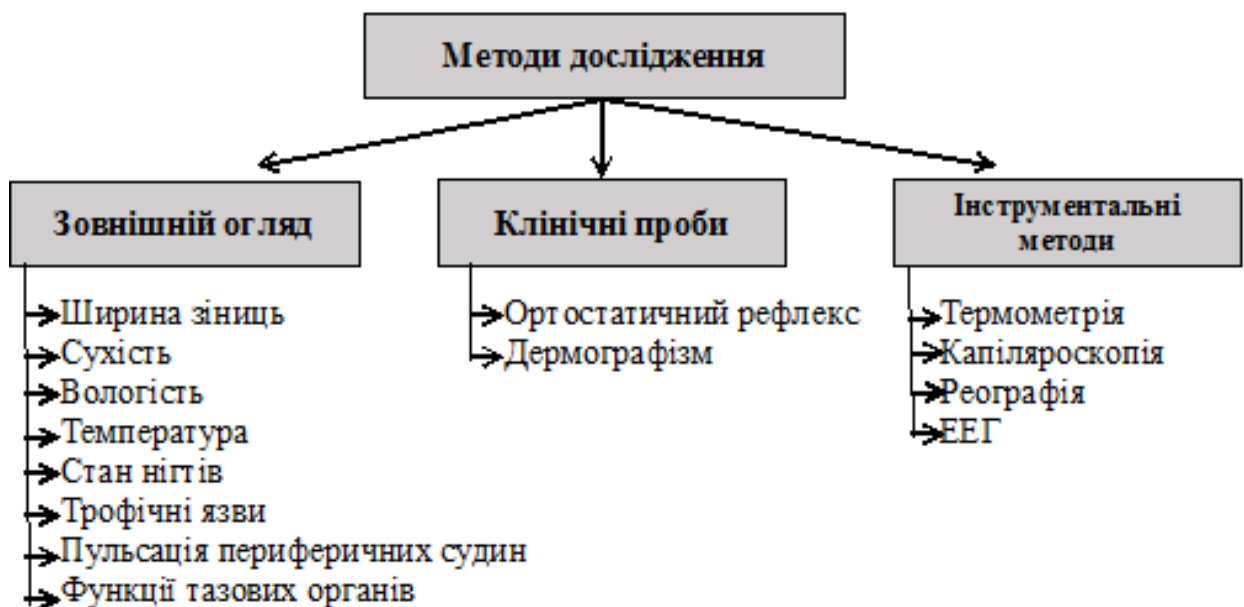 Методи дослідження
Зовнішній огляд
Ширина зіниць
Сухість
Вологість
Температура
Стан нігтів
Трофічні язви
Пульсація периферичних судин
Функції тазових органів
Клінічні проби
Ортостатичний рефлекс
Дермографізм
Інструментальні
методи
Термометрія
Капіляроскопія
Реографія
ЕЕГ